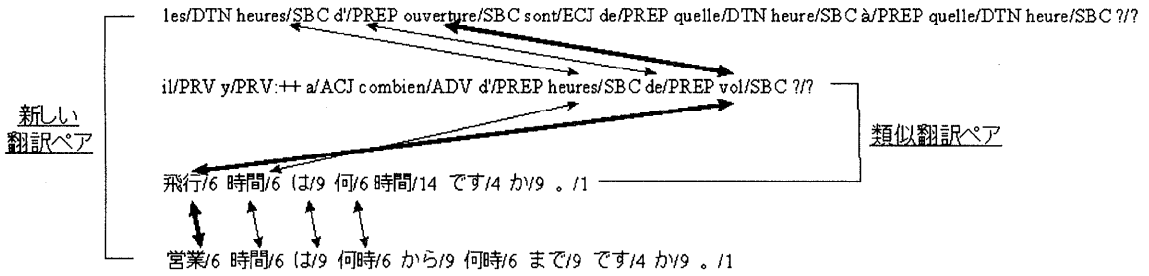 les/DTN heures/SBC d'/PREP ouverture/SBC sont/ECJ de/PREP quelle/DTN heure/SBC à/PREP quelle/DTN heure/SBC ?/?
il/PRV y/PRV:++ a/ACJ combien/ADV d'/PREP heures/SBC de/PREP vol/SBC ?/?
新しい
翻訳ペア
類似翻訳ペア
飛行/6 時間/6 は/9 何/6 時間/14 です/4 か/9 。/1
営業/6 時間/6 は/9 何時/6 から/9 何時/6 まで/9 です/4 か/9 。/1